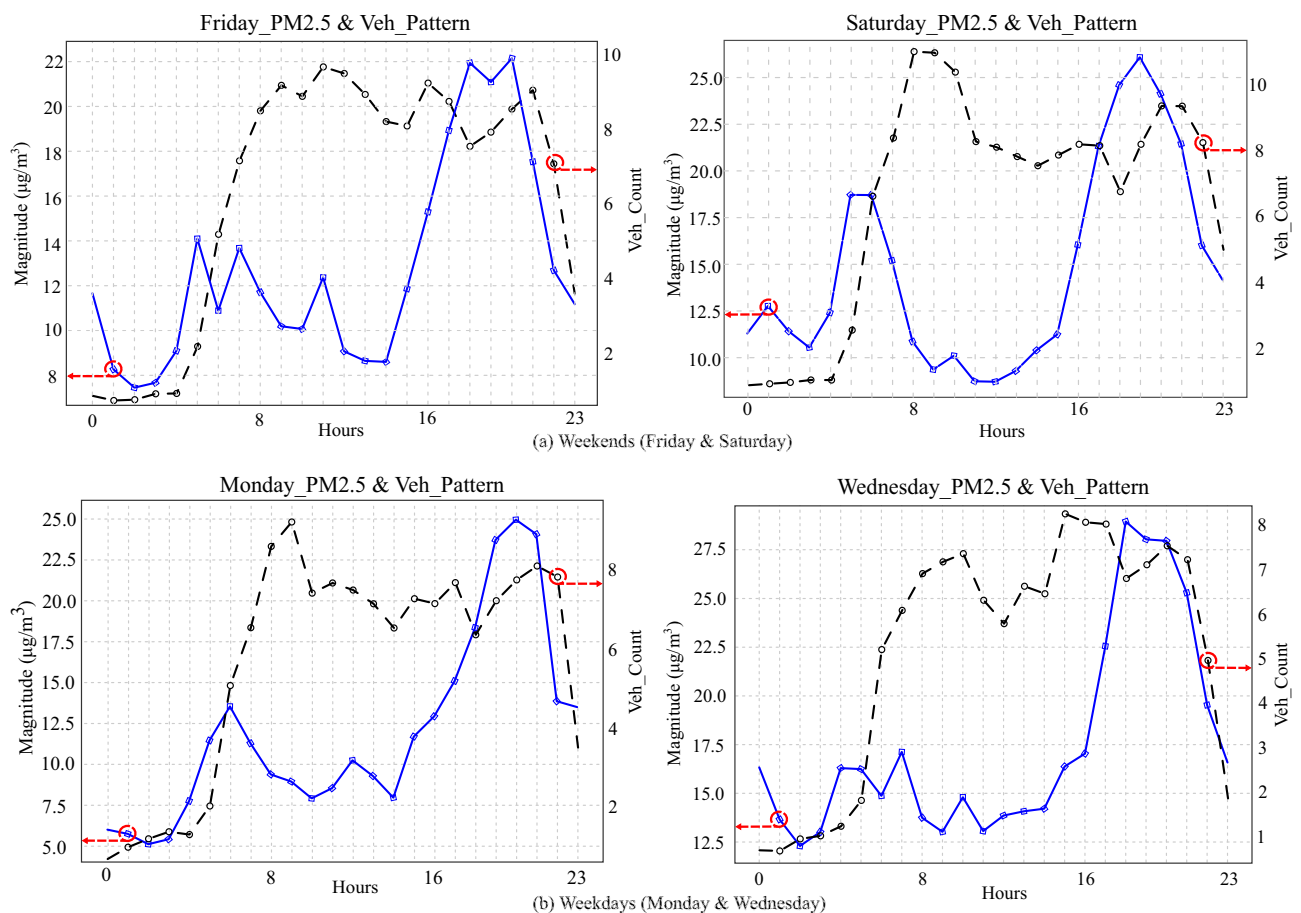 Friday_PM2.5 & Veh_Pattern
Magnitude (μg/m³)
22
20
18
16
14
12
10
8
10
8
6
4
2
Veh_Count
0 8 16 23
Hours
Saturday_PM2.5 & Veh_Pattern
Magnitude (μg/m³)
25.0
22.5
20.0
17.5
15.0
12.5
10.0
10
8
6
4
2
Veh_Count
0 8 16 23
Hours
(a) Weekends (Friday & Saturday)
Monday_PM2.5 & Veh_Pattern
Magnitude (μg/m³)
25.0
22.5
20.0
17.5
15.0
12.5
10.0
7.5
5.0
8
6
4
2
Veh_Count
0 8 16 23
Hours
Wednesday_PM2.5 & Veh_Pattern
Magnitude (μg/m³)
27.5
25.0
22.5
20.0
17.5
15.0
12.5
8
7
6
5
4
3
2
1
Veh_Count
0 8 16 23
Hours
(b) Weekdays (Monday & Wednesday)